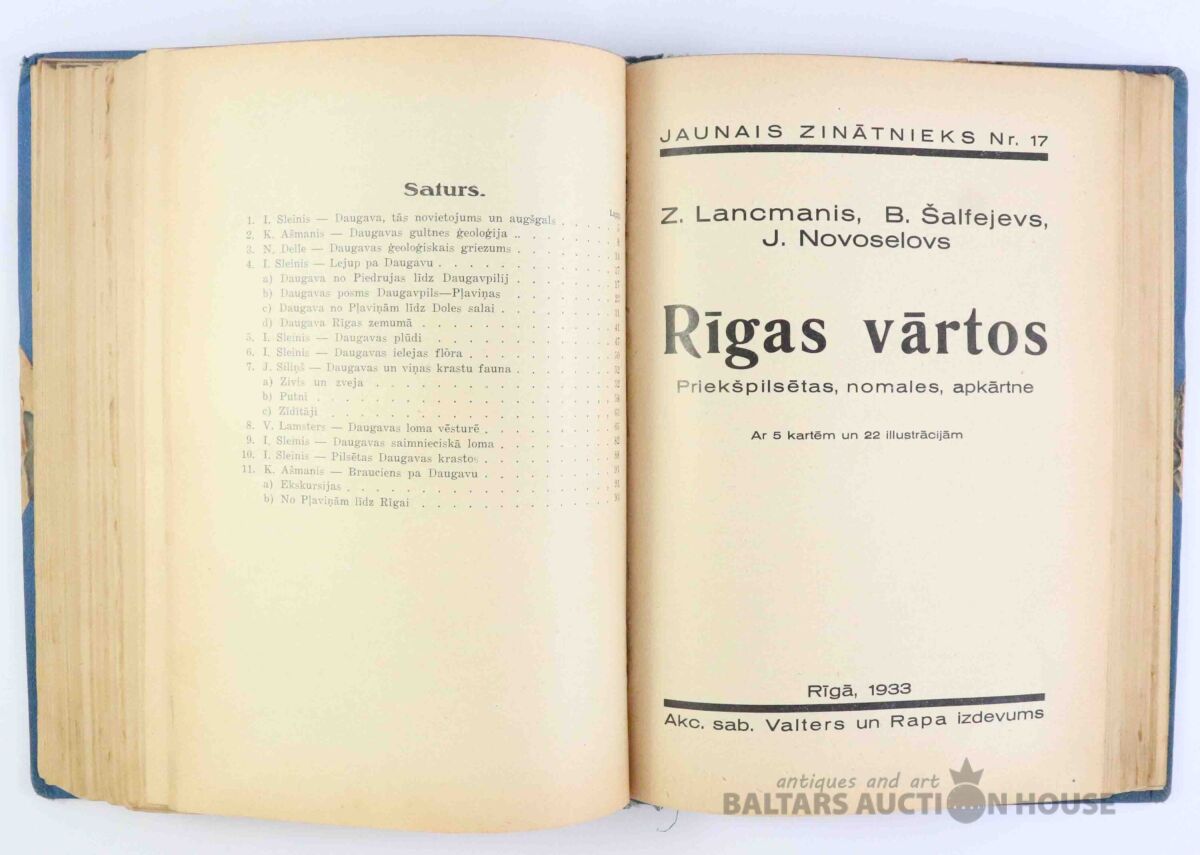 Saturs.
1. I. Sleinis — Daugava, tās novietojums un augšgals
2. K. Ašmanis — Daugavas gultnes ģeoloģija
3. N. Delle — Daugavas ģeoloģiskais griezums
4. I. Sleinis — Lejup pa Daugavu
a) Daugava no Piedrujas līdz Daugavpilij
b) Daugavas posms Daugavpils—Pļaviņas
c) Daugava no Pļaviņām līdz Doles salai
d) Daugava Rīgas zemumā
5. I. Sleinis — Daugavas plūdi
6. I. Sleinis — Daugavas ielejas flōra
7. J. Siliņš — Daugavas un viņas krastu fauna
a) Zivis un zveja
b) Putni
c) Zīdītāji
8. V. Lamsters — Daugavas loma vēsturē
9. I. Sleinis — Daugavas saimnieciskā loma
10. I. Sleinis — Pilsētas Daugavas krastos
11. K. Ašmanis — Brauciens pa Daugavu
a) Ekskursijas
b) No Pļaviņām līdz Rīgai
JAUNAIS ZINĀTNIEKS Nr. 17
Z. Lancmanis, B. Šalfejevs,
J. Novoselovs
Rīgas vārtos
Priekšpilsētas, nomales, apkārtne
Ar 5 kartēm un 22 illustrācijām
Rīgā, 1933
Akc. sab. Valters un Rapa izdevums
antiques and art
BALTARS AUCTION HOUSE